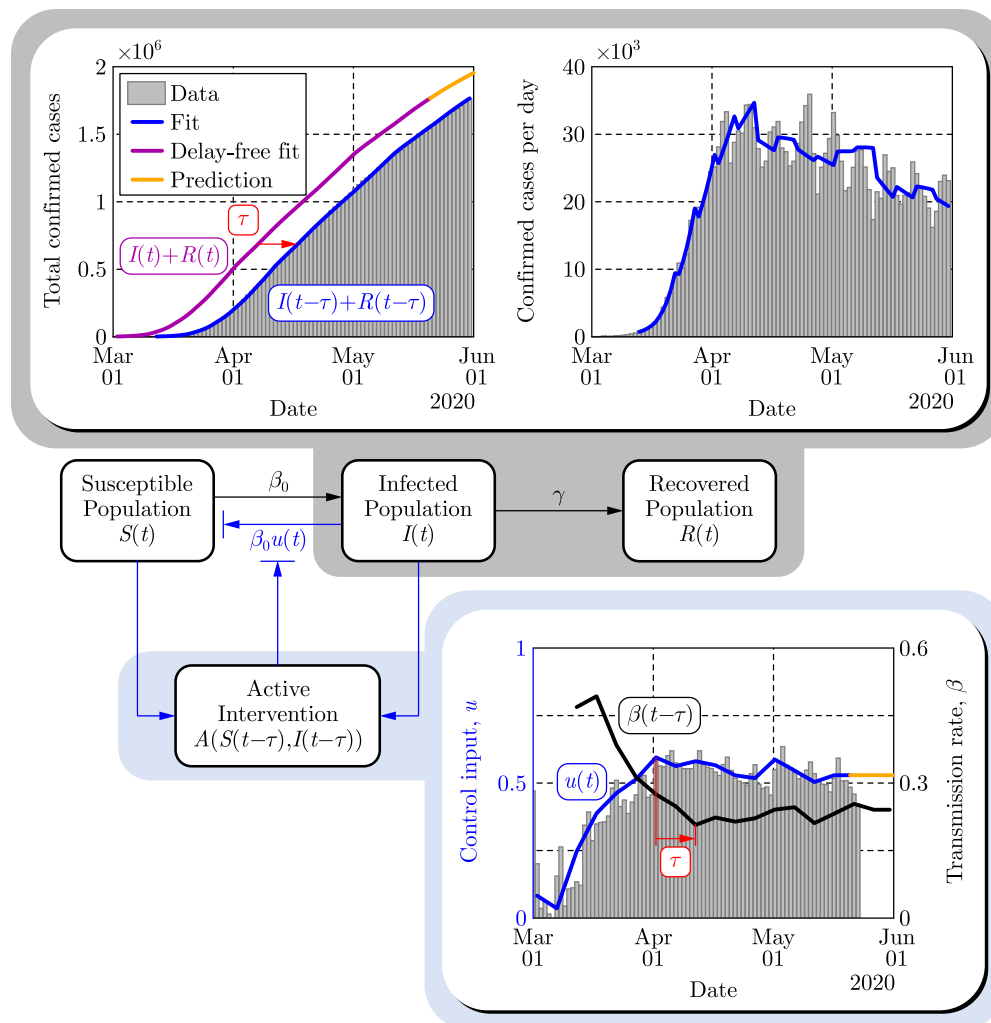 ×10⁶
2
1.5
1
0.5
0
Total confirmed cases
Data
Fit
Delay-free fit
Prediction
τ
I(t)+R(t)
I(t−τ)+R(t−τ)
Mar
01
Apr
01
May
01
Jun
01
Date
2020
×10³
40
30
20
10
0
Confirmed cases per day
Mar
01
Apr
01
May
01
Jun
01
Date
2020
Susceptible
Population
S(t)
β₀
Infected
Population
I(t)
γ
Recovered
Population
R(t)
β₀u(t)
Active
Intervention
A(S(t−τ),I(t−τ))
1
0.5
0
Control input, u
0.6
0.3
0
Transmission rate, β
β(t−τ)
u(t)
τ
Mar
01
Apr
01
May
01
Jun
01
Date
2020